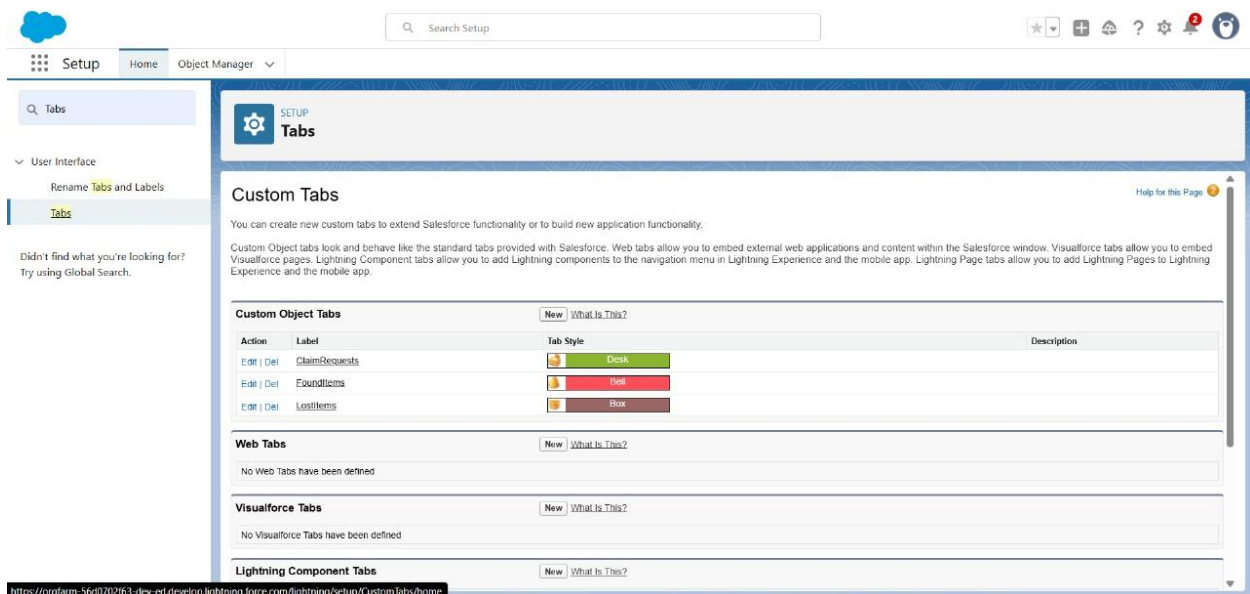 Search Setup
2
Setup
Home
Object Manager
Tabs
User Interface
Rename Tabs and Labels
Tabs
Didn't find what you're looking for?
Try using Global Search.
SETUP
Tabs
Custom Tabs
Help for this Page
You can create new custom tabs to extend Salesforce functionality or to build new application functionality.
Custom Object tabs look and behave like the standard tabs provided with Salesforce. Web tabs allow you to embed external web applications and content within the Salesforce window. Visualforce tabs allow you to embed
Visualforce pages. Lightning Component tabs allow you to add Lightning components to the navigation menu in Lightning Experience and the mobile app. Lightning Page tabs allow you to add Lightning Pages to Lightning
Experience and the mobile app.
Custom Object Tabs New What Is This?
Action Label Tab Style Description
Edit | Del ClaimRequests Desk
Edit | Del FoundItems Bell
Edit | Del LostItems Box
Web Tabs New What Is This?
No Web Tabs have been defined
Visualforce Tabs New What Is This?
No Visualforce Tabs have been defined
Lightning Component Tabs New What Is This?
https://orgfarm-56d0702f63-dev-ed.develop.lightning.force.com/lightning/setup/CustomTabs/home